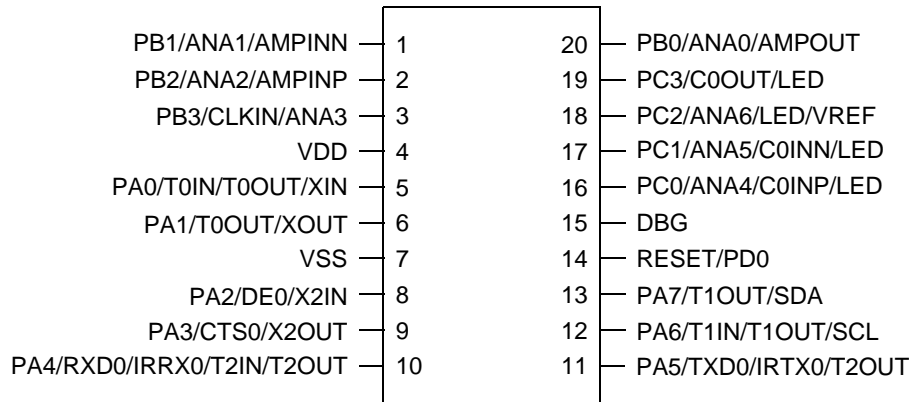 PB1/ANA1/AMPINN 1 20 PB0/ANA0/AMPOUT
PB2/ANA2/AMPINP 2 19 PC3/C0OUT/LED
PB3/CLKIN/ANA3 3 18 PC2/ANA6/LED/VREF
VDD 4 17 PC1/ANA5/C0INN/LED
PA0/T0IN/T0OUT/XIN 5 16 PC0/ANA4/C0INP/LED
PA1/T0OUT/XOUT 6 15 DBG
VSS 7 14 RESET/PD0
PA2/DE0/X2IN 8 13 PA7/T1OUT/SDA
PA3/CTS0/X2OUT 9 12 PA6/T1IN/T1OUT/SCL
PA4/RXD0/IRRX0/T2IN/T2OUT 10 11 PA5/TXD0/IRTX0/T2OUT